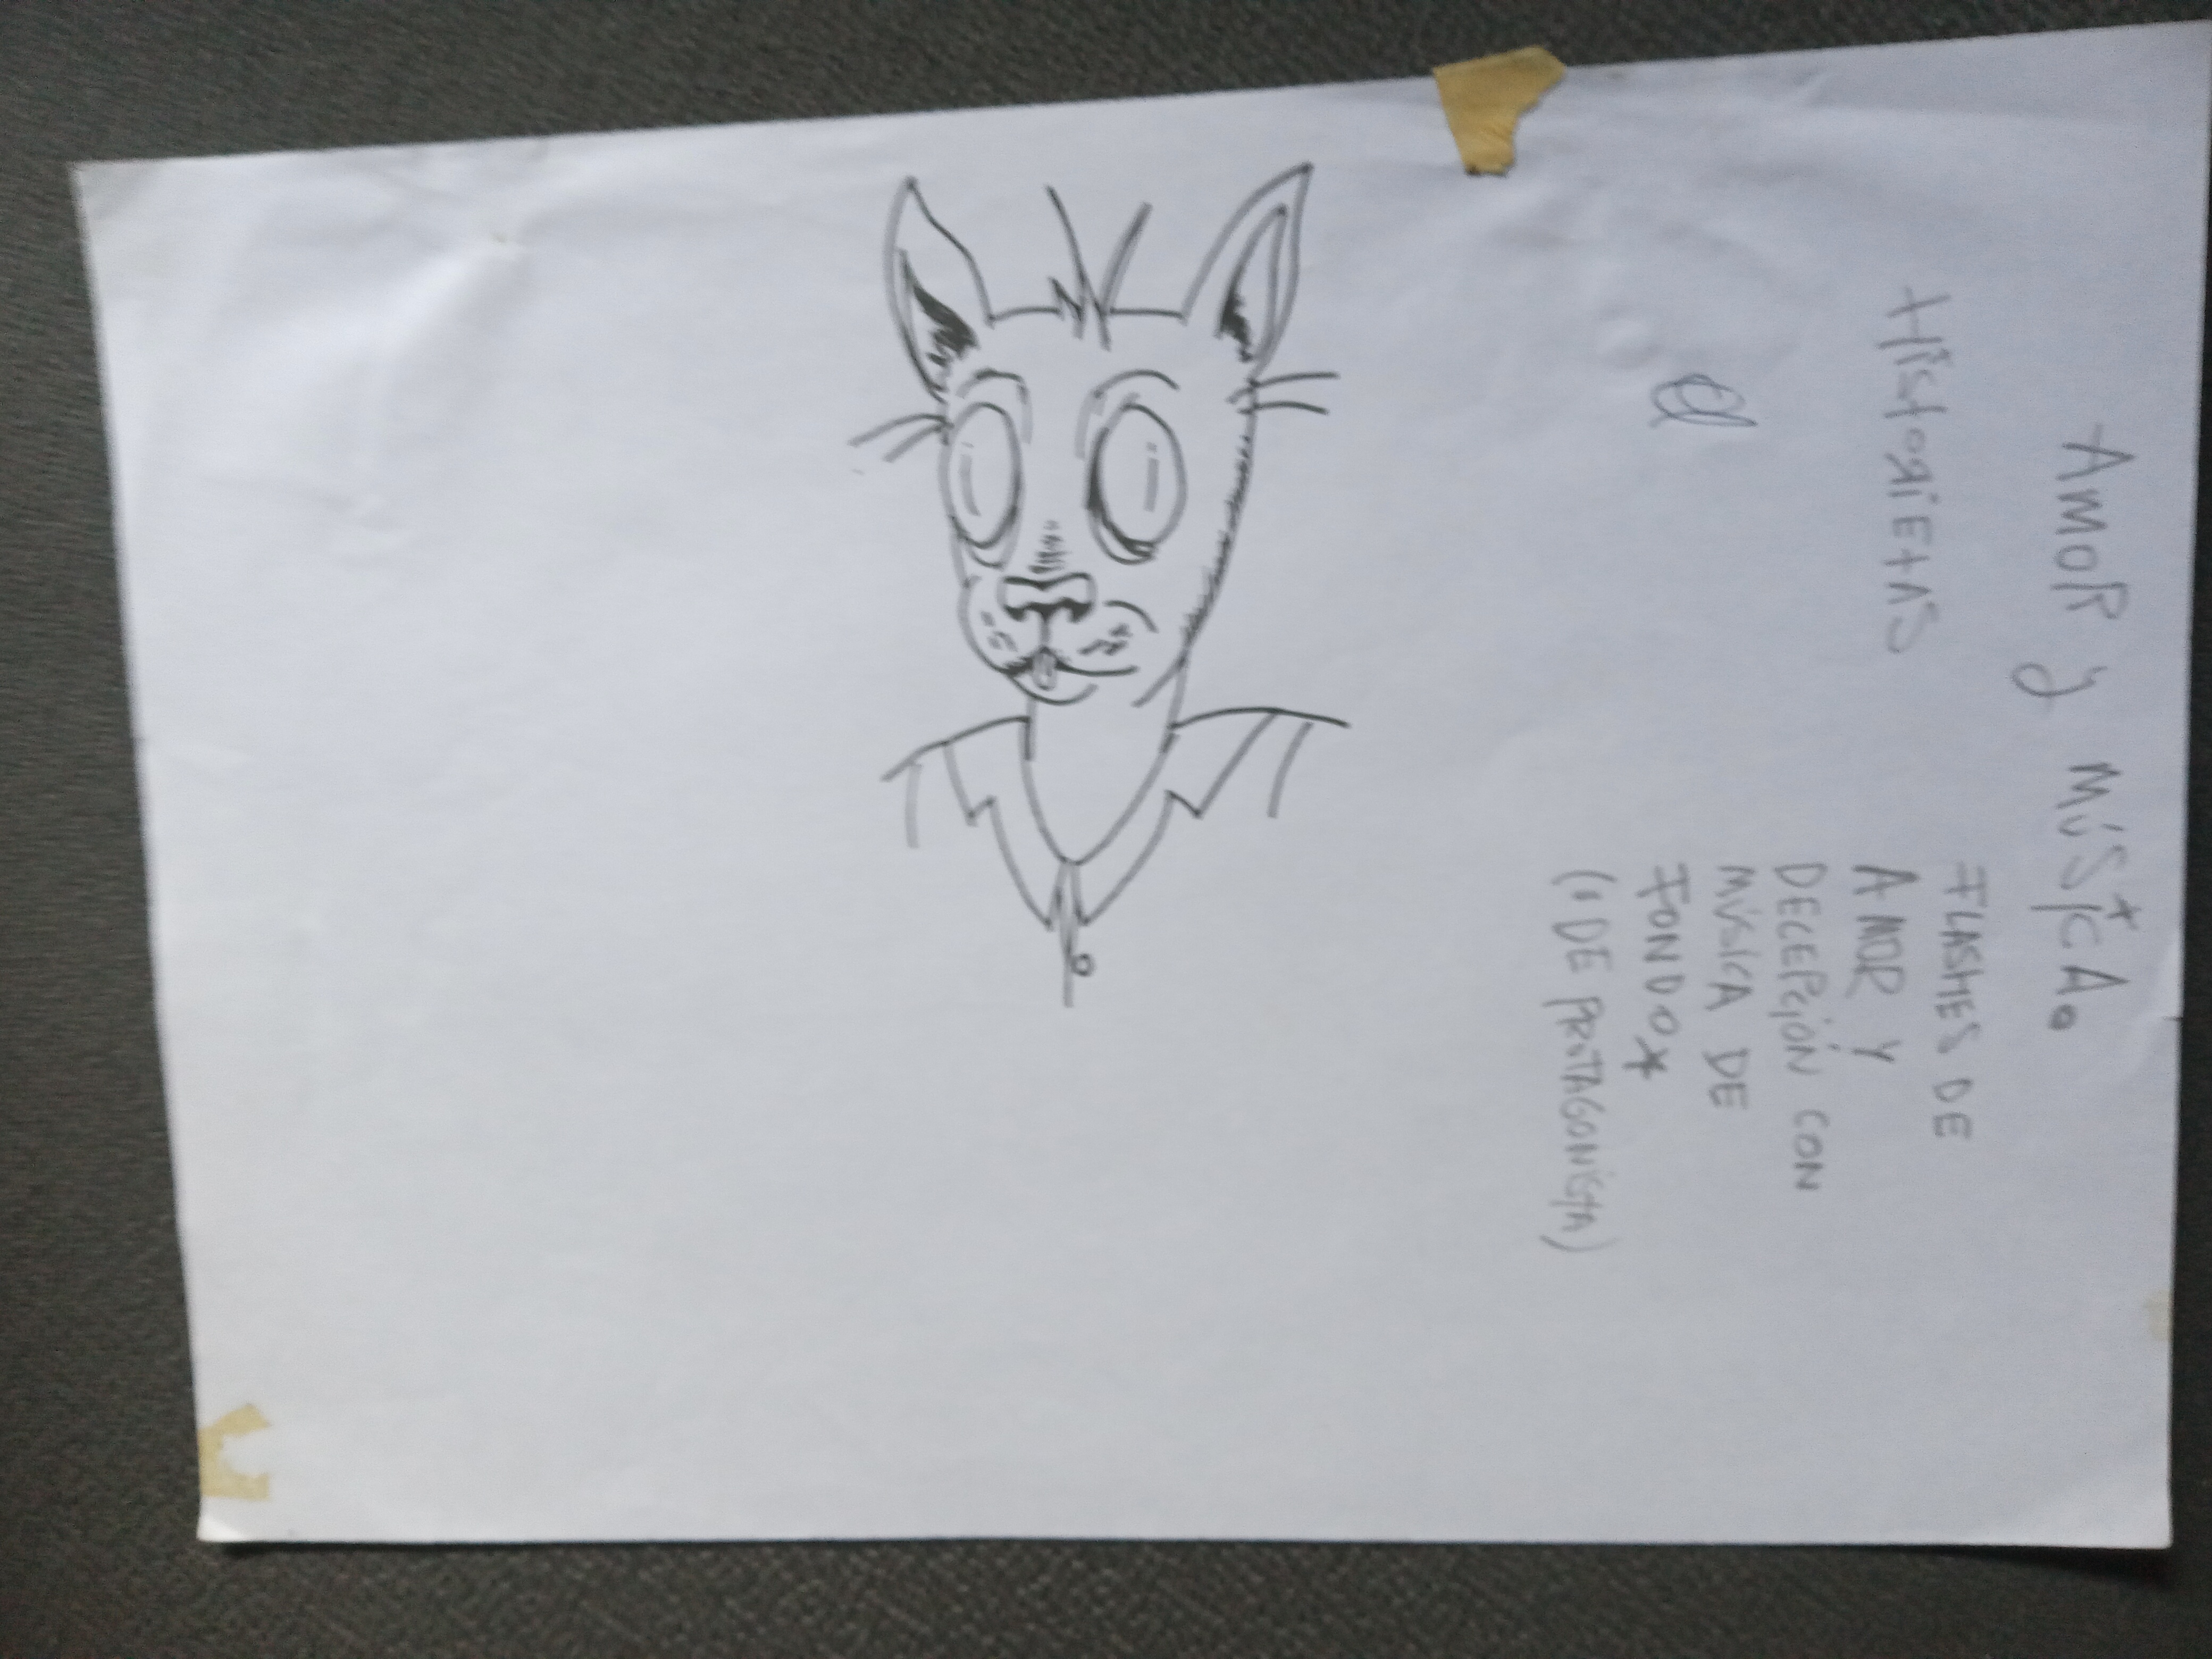 AMOR y MÚSICA.
HiStORiEtAS
FLASHES DE
AMOR Y
DECEPCiÓN CON
MÚSICA DE
FONDO*
(O DE PROTAGONiStA)